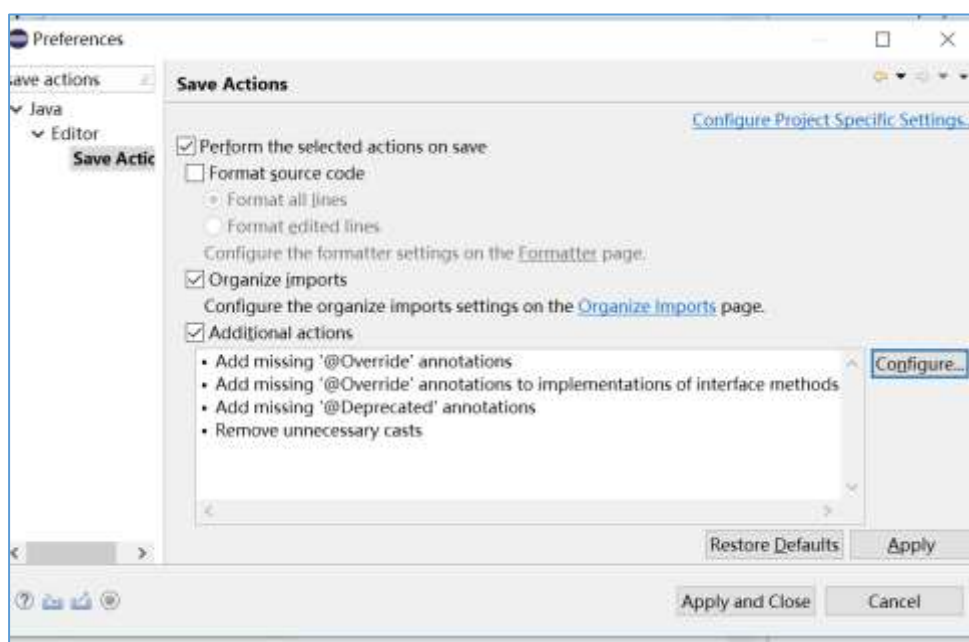 Preferences
save actions
Save Actions
Java
Editor
Save Actic
Configure Project Specific Settings..
Perform the selected actions on save
Format source code
Format all lines
Format edited lines
Configure the formatter settings on the Formatter page.
Organize imports
Configure the organize imports settings on the Organize Imports page.
Additional actions
• Add missing '@Override' annotations
• Add missing '@Override' annotations to implementations of interface methods
• Add missing '@Deprecated' annotations
• Remove unnecessary casts
Configure...
Restore Defaults
Apply
Apply and Close
Cancel